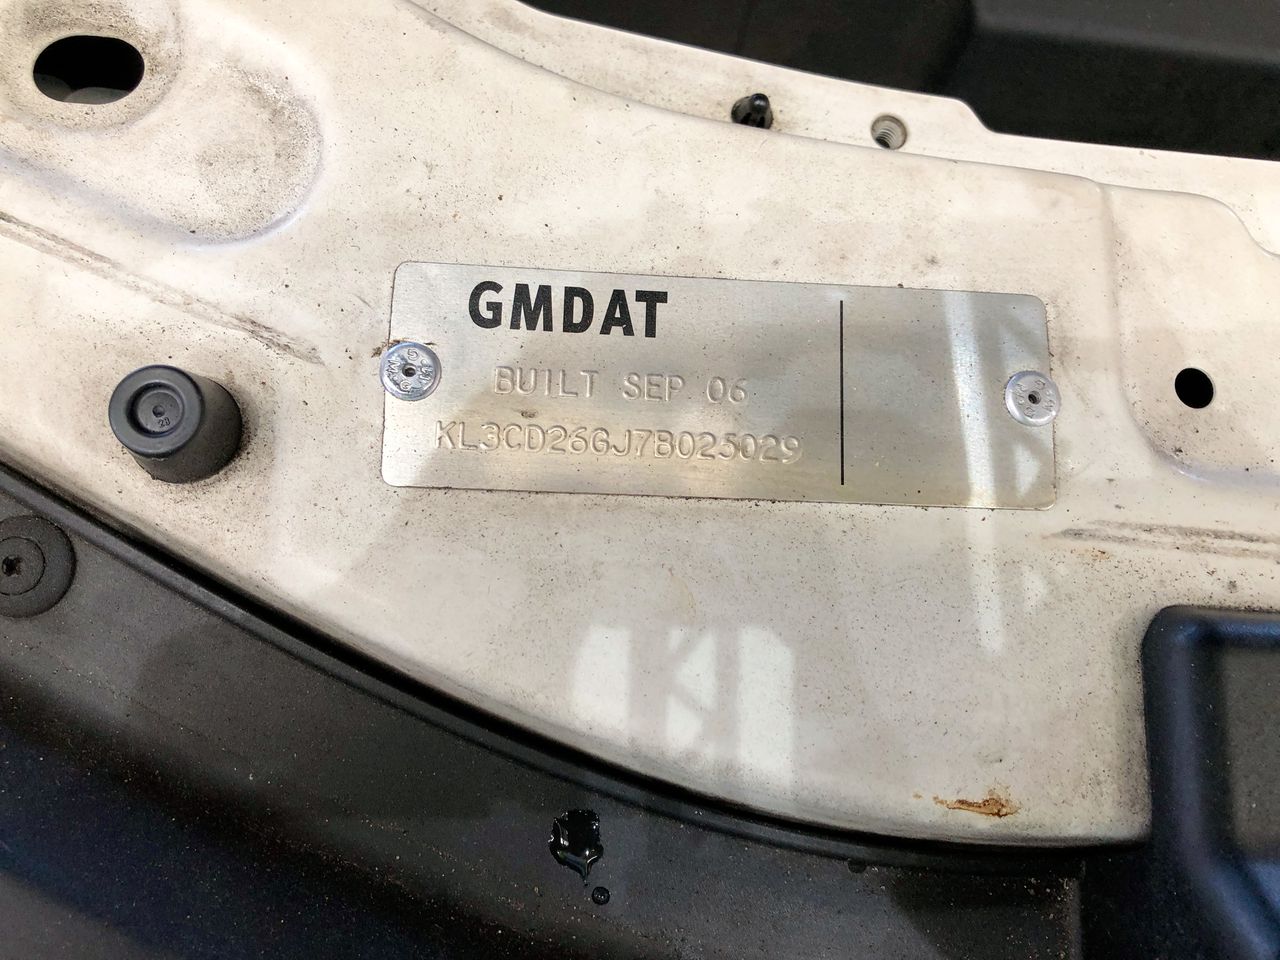 GMDAT
BUILT SEP 06
KL3CD26GJ7B025029